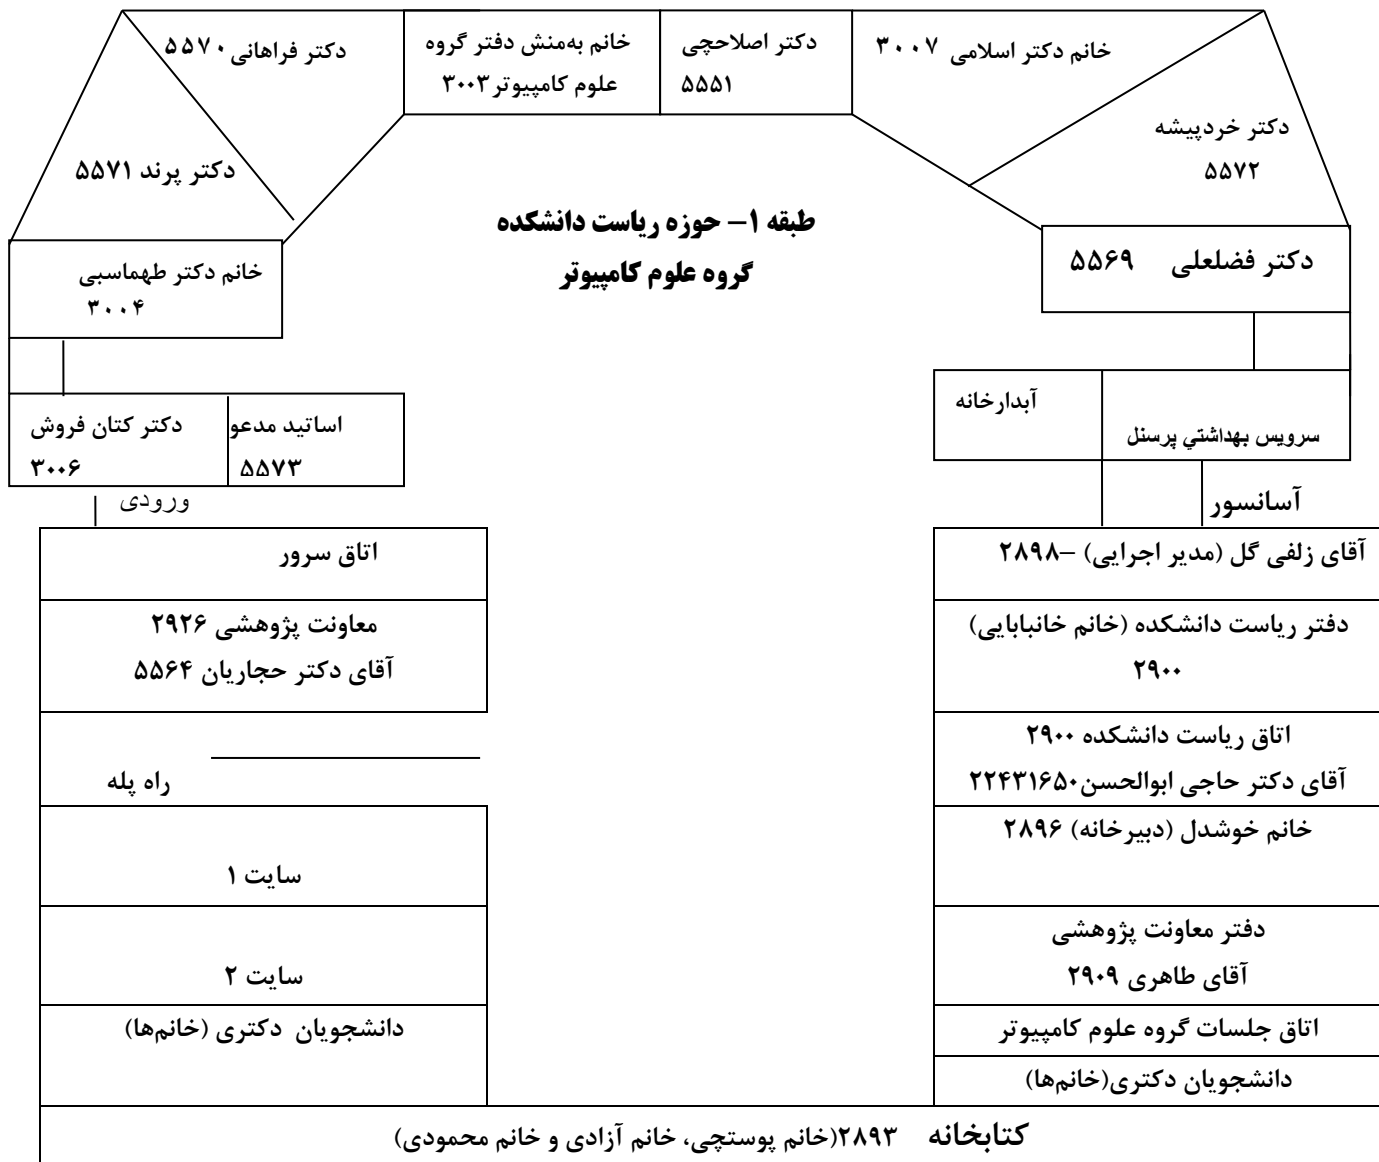 خانم دکتر اسلامی ۳۰۰۷
دکتر اصلاحچی
۵۵۵۱
خانم به‌منش دفتر گروه
علوم کامپیوتر ۳۰۰۳
دکتر فراهانی ۵۵۷۰
دکتر خردپیشه
۵۵۷۲
دکتر پرند ۵۵۷۱
طبقه ۱– حوزه ریاست دانشکده
گروه علوم کامپیوتر
دکتر فضلعلی ۵۵۶۹
خانم دکتر طهماسبی
۳۰۰۴
آبدارخانه
سرویس بهداشتي پرسنل
اساتید مدعو
۵۵۷۳
دکتر کتان فروش
۳۰۰۶
آسانسور
ورودی
آقای زلفی گل (مدیر اجرایی) –۲۸۹۸
دفتر ریاست دانشکده (خانم خانبابایی)
۲۹۰۰
اتاق ریاست دانشکده ۲۹۰۰
آقای دکتر حاجی ابوالحسن۲۲۴۳۱۶۵۰
خانم خوشدل (دبیرخانه) ۲۸۹۶
دفتر معاونت پژوهشی
آقای طاهری ۲۹۰۹
اتاق جلسات گروه علوم کامپیوتر
دانشجویان دکتری(خانم‌ها)
اتاق سرور
معاونت پژوهشی ۲۹۲۶
آقای دکتر حجاریان ۵۵۶۴
راه پله
سایت ۱
سایت ۲
دانشجویان دکتری (خانم‌ها)
کتابخانه ۲۸۹۳(خانم پوستچی، خانم آزادی و خانم محمودی)